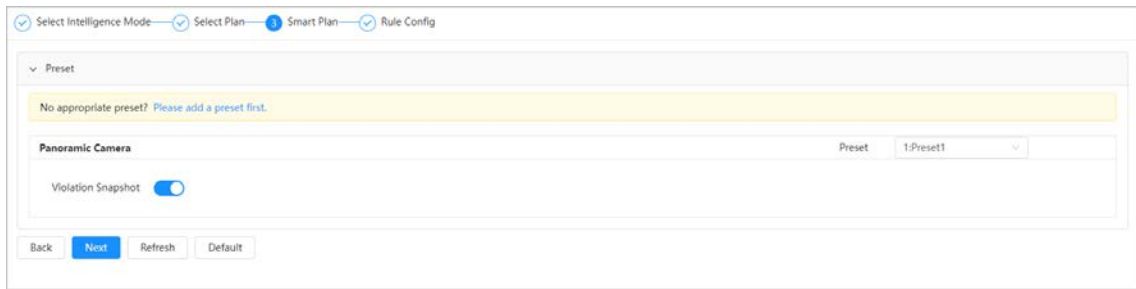 Select Intelligence Mode Select Plan 3 Smart Plan Rule Config
Preset
No appropriate preset? Please add a preset first.
Panoramic Camera Preset 1:Preset1
Violation Snapshot
Back Next Refresh Default